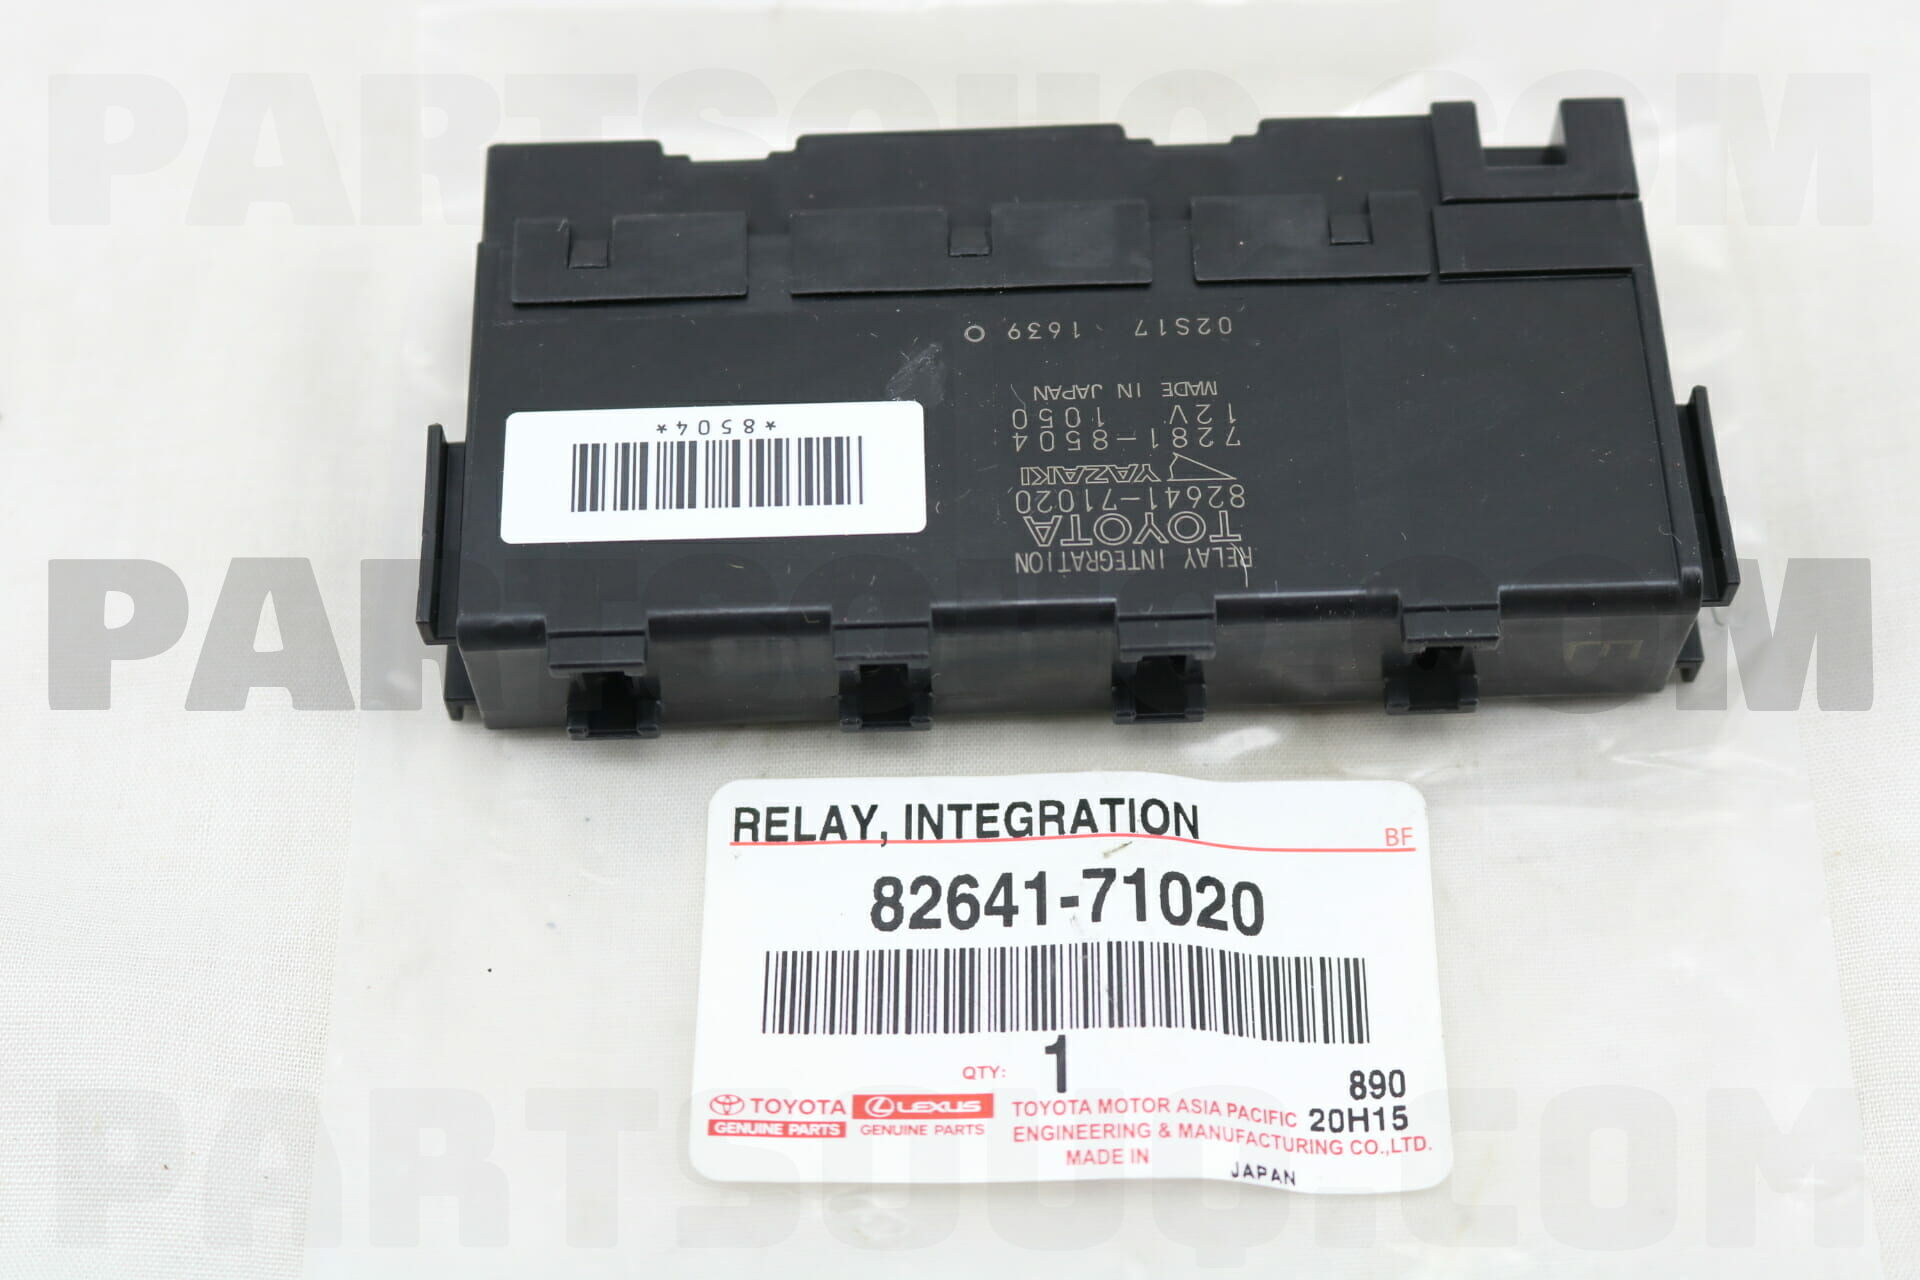 PARTSOUQ.COM
02S17 1639
MADE IN JAPAN
12V 1050
7281-8504
YAZAKI
82641-71020
TOYOTA
RELAY INTEGRATION
*8504*
PARTSOUQ.COM
E
RELAY, INTEGRATION
BF
82641-71020
QTY: 1
890
20H15
TOYOTA
GENUINE PARTS
LEXUS
GENUINE PARTS
TOYOTA MOTOR ASIA PACIFIC
ENGINEERING & MANUFACTURING CO.,LTD.
MADE IN
JAPAN
PARTSOUQ.COM